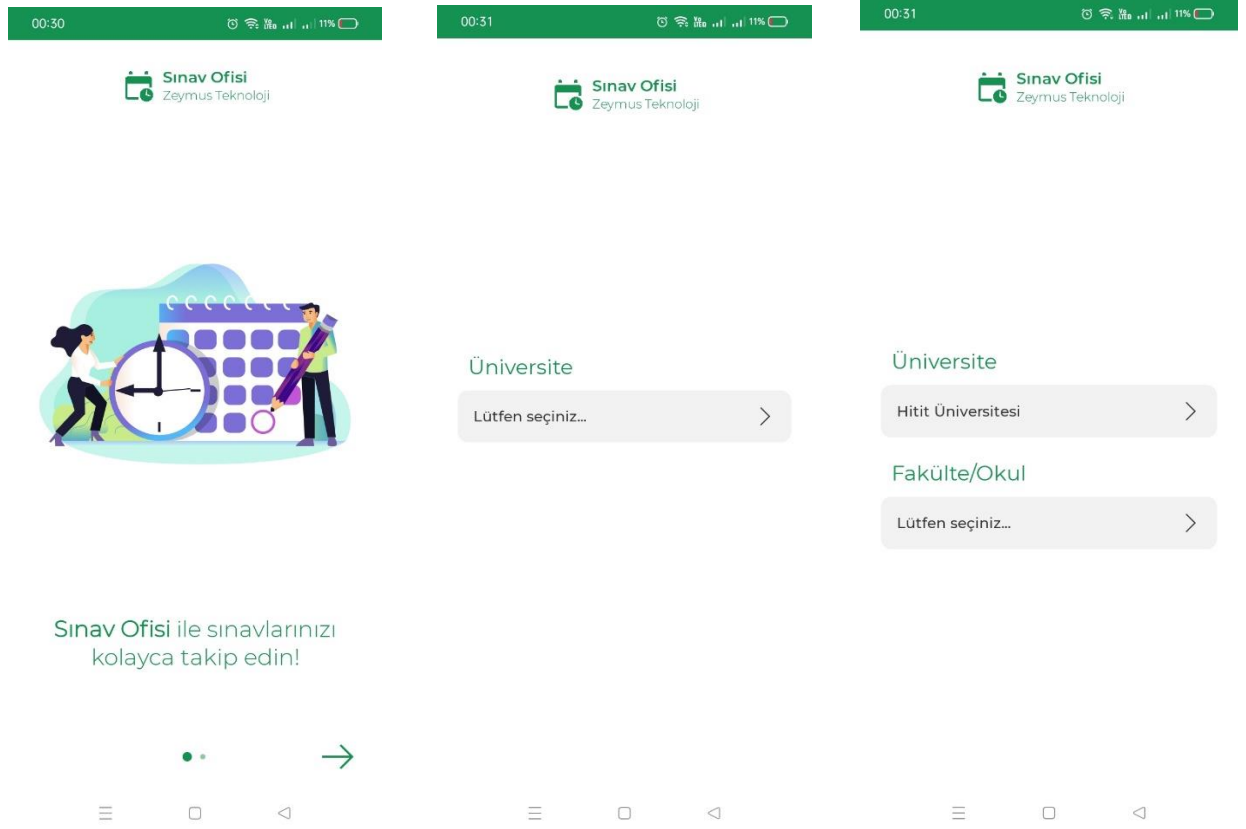 00:30
11%
Sınav Ofisi
Zeymus Teknoloji
Sınav Ofisi ile sınavlarınızı
kolayca takip edin!
00:31
11%
Sınav Ofisi
Zeymus Teknoloji
Üniversite
Lütfen seçiniz...
00:31
11%
Sınav Ofisi
Zeymus Teknoloji
Üniversite
Hitit Üniversitesi
Fakülte/Okul
Lütfen seçiniz...